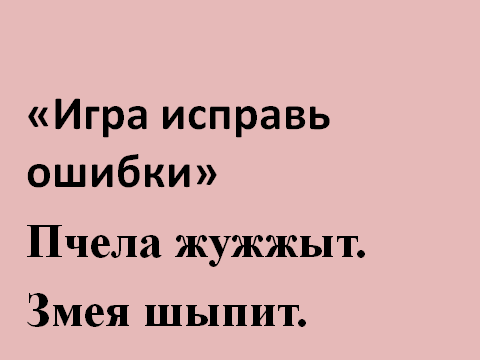 «Игра исправь
ошибки»
Пчела жужжыт.
Змея шыпит.